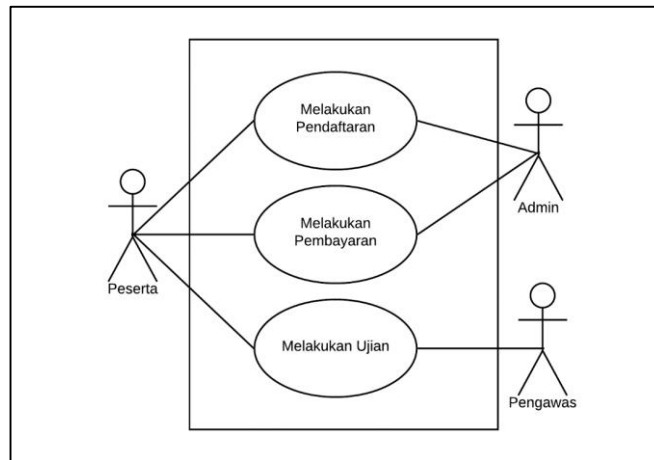 Melakukan
Pendaftaran
Admin
Melakukan
Pembayaran
Peserta
Melakukan Ujian
Pengawas